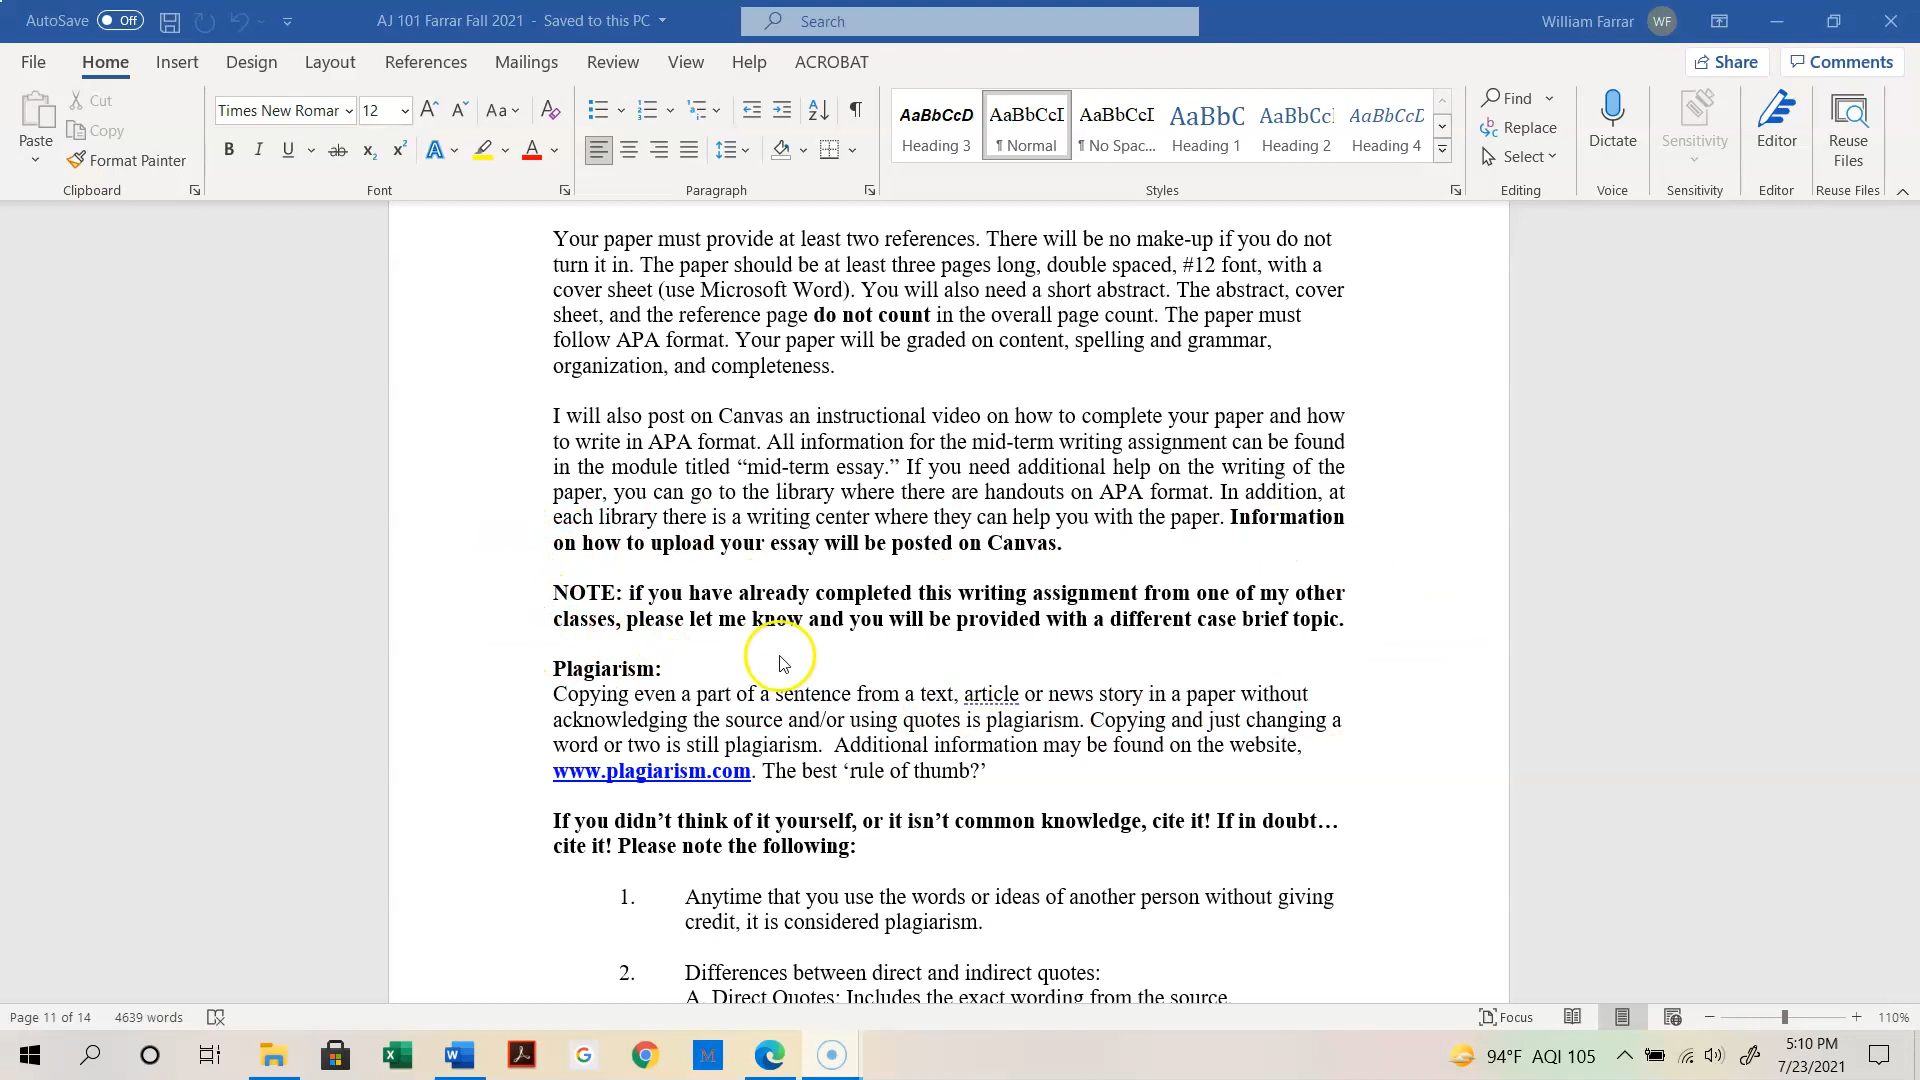 AutoSave Off AJ 101 Farrar Fall 2021 - Saved to this PC Search William Farrar WF
File Home Insert Design Layout References Mailings Review View Help ACROBAT Share Comments
Paste Cut Copy Format Painter Clipboard
Times New Romar 12 Aa
B I U ab x₂ x² A A
Font
Paragraph
AaBbCcD AaBbCcI AaBbCcI AaBbC AaBbCcI AaBbCcD
Heading 3 ¶ Normal ¶ No Spac... Heading 1 Heading 2 Heading 4
Styles
Find Replace Select Editing
Dictate Voice
Sensitivity Sensitivity
Editor Editor
Reuse Files Reuse Files
Your paper must provide at least two references. There will be no make-up if you do not
turn it in. The paper should be at least three pages long, double spaced, #12 font, with a
cover sheet (use Microsoft Word). You will also need a short abstract. The abstract, cover
sheet, and the reference page do not count in the overall page count. The paper must
follow APA format. Your paper will be graded on content, spelling and grammar,
organization, and completeness.
I will also post on Canvas an instructional video on how to complete your paper and how
to write in APA format. All information for the mid-term writing assignment can be found
in the module titled “mid-term essay.” If you need additional help on the writing of the
paper, you can go to the library where there are handouts on APA format. In addition, at
each library there is a writing center where they can help you with the paper. Information
on how to upload your essay will be posted on Canvas.
NOTE: if you have already completed this writing assignment from one of my other
classes, please let me know and you will be provided with a different case brief topic.
Plagiarism:
Copying even a part of a sentence from a text, article or news story in a paper without
acknowledging the source and/or using quotes is plagiarism. Copying and just changing a
word or two is still plagiarism. Additional information may be found on the website,
www.plagiarism.com. The best ‘rule of thumb?’
If you didn’t think of it yourself, or it isn’t common knowledge, cite it! If in doubt…
cite it! Please note the following:
1. Anytime that you use the words or ideas of another person without giving
credit, it is considered plagiarism.
2. Differences between direct and indirect quotes:
A. Direct Quotes: Includes the exact wording from the source.
Page 11 of 14 4639 words Focus 110%
94°F AQI 105 5:10 PM
7/23/2021